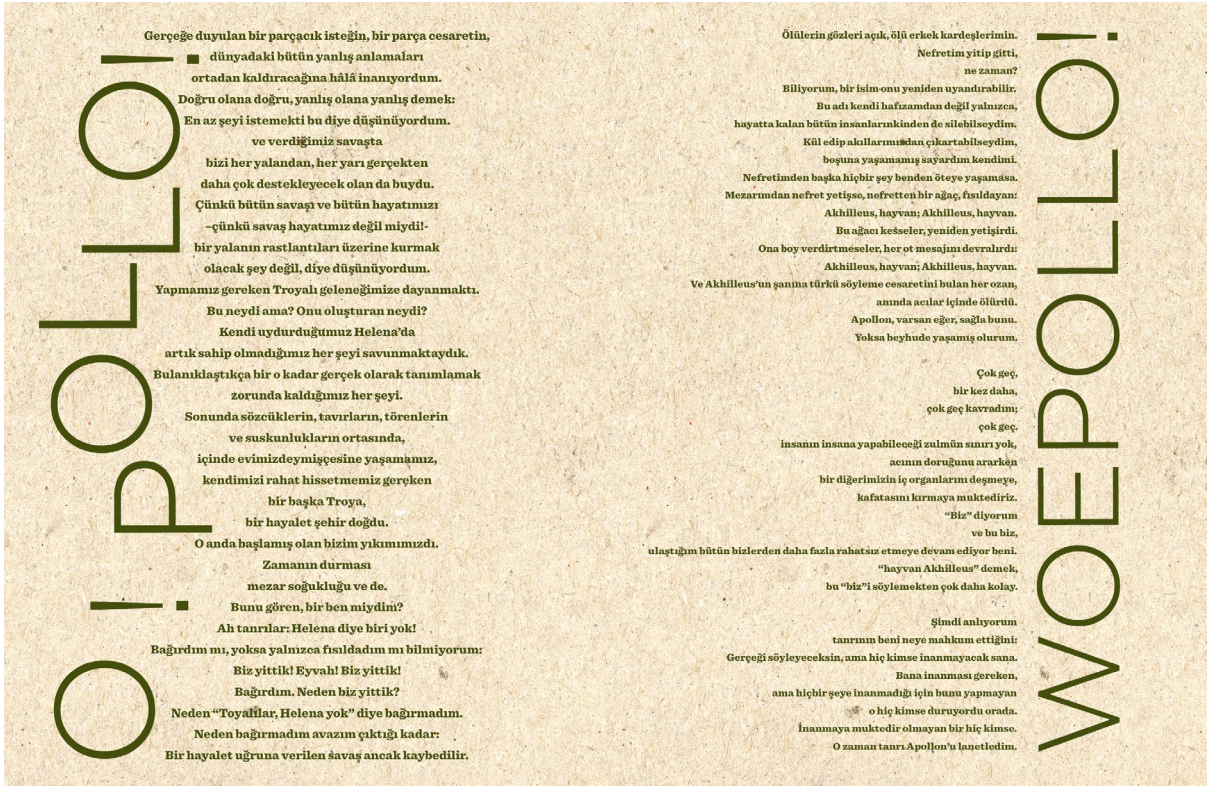 O! POLLO!
Gerçeğe duyulan bir parçacık isteğin, bir parça cesaretin,
dünyadaki bütün yanlış anlamaları
ortadan kaldıracağına hâlâ inanıyordum.
Doğru olana doğru, yanlış olana yanlış demek:
En az şeyi istemekti bu diye düşünüyordum.
ve verdiğimiz savaşta
bizi her yalandan, her yarı gerçekten
daha çok destekleyecek olan da buydu.
Çünkü bütün savaşı ve bütün hayatımızı
–çünkü savaş hayatımız değil miydi!-
bir yalanın rastlantıları üzerine kurmak
olacak şey değil, diye düşünüyordum.
Yapmamız gereken Troyalı geleneğimize dayanmaktı.
Bu neydi ama? Onu oluşturan neydi?
Kendi uydurduğumuz Helena’da
artık sahip olmadığımız her şeyi savunmaktaydık.
Bulanıklaştıkça bir o kadar gerçek olarak tanımlamak
zorunda kaldığımız her şeyi.
Sonunda sözcüklerin, tavırların, törenlerin
ve suskunlukların ortasında,
içinde evimizdeymişçesine yaşamamız,
kendimizi rahat hissetmemiz gereken
bir başka Troya,
bir hayalet şehir doğdu.
O anda başlamış olan bizim yıkımımızdı.
Zamanın durması
mezar soğukluğu ve de.
Bunu gören, bir ben miydim?
Ah tanrılar: Helena diye biri yok!
Bağırdım mı, yoksa yalnızca fısıldadım mı bilmiyorum:
Biz yittik! Eyvah! Biz yittik!
Bağırdım. Neden biz yittik?
Neden “Toyalılar, Helena yok” diye bağırmadım.
Neden bağırmadım avazım çıktığı kadar:
Bir hayalet uğruna verilen savaş ancak kaybedilir.
Ölülerin gözleri açık, ölü erkek kardeşlerimin.
Nefretim yitip gitti,
ne zaman?
Biliyorum, bir isim onu yeniden uyandırabilir.
Bu adı kendi hafızamdan değil yalnızca,
hayatta kalan bütün insanlarınkinden de silebilseydim.
Kül edip akıllarımızdan çıkartabilseydim,
boşuna yaşamamış sayardım kendimi.
Nefretimden başka hiçbir şey benden öteye yaşamasa.
Mezarımdan nefret yetişse, nefretten bir ağaç, fısıldayan:
Akhilleus, hayvan; Akhilleus, hayvan.
Bu ağacı kesseler, yeniden yetişirdi.
Ona boy verdirtmeseler, her ot mesajını devralırdı:
Akhilleus, hayvan; Akhilleus, hayvan.
Ve Akhilleus’un şanına türkü söyleme cesaretini bulan her ozan,
anında acılar içinde ölürdü.
Apollon, varsan eğer, sağla bunu.
Yoksa beyhude yaşamış olurum.
Çok geç,
bir kez daha,
çok geç kavradım;
çok geç.
insanın insana yapabileceği zulmün sınırı yok,
acının doruğunu ararken
bir diğerimizin iç organlarını deşmeye,
kafatasını kırmaya muktediriz.
“Biz” diyorum
ve bu biz,
ulaştığım bütün bizlerden daha fazla rahatsız etmeye devam ediyor beni.
“hayvan Akhilleus” demek,
bu “biz”i söylemekten çok daha kolay.
Şimdi anlıyorum
tanrının beni neye mahkum ettiğini:
Gerçeği söyleyeceksin, ama hiç kimse inanmayacak sana.
Bana inanması gereken,
ama hiçbir şeye inanmadığı için bunu yapmayan
o hiç kimse duruyordu orada.
İnanmaya muktedir olmayan bir hiç kimse.
O zaman tanrı Apollon’u lanetledim.
WOEPOLLO!